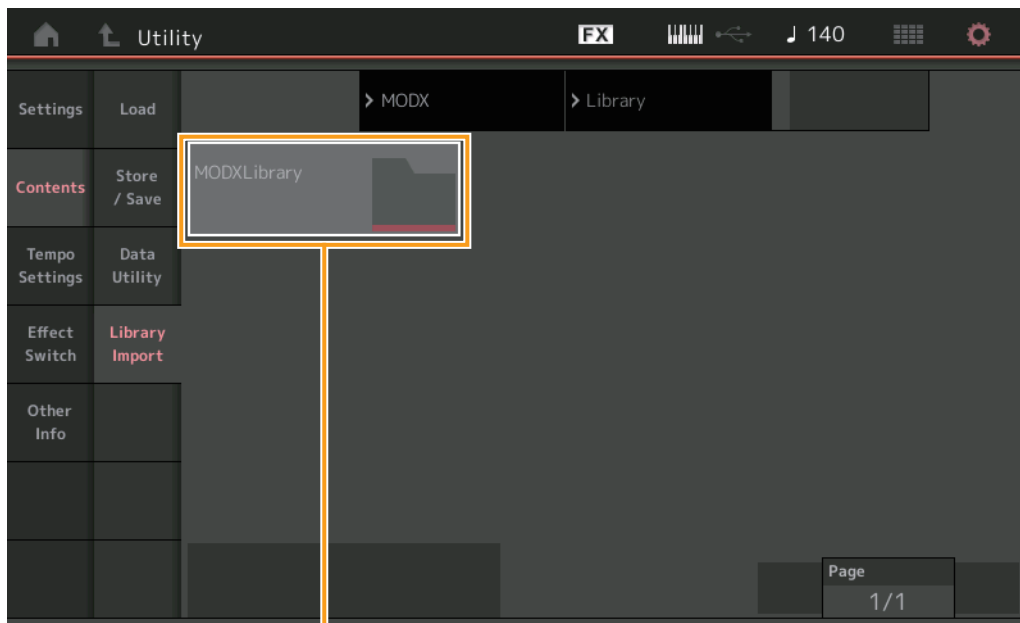 Utility
FX
140
Settings
Load
> MODX
> Library
Contents
Store
/ Save
MODXLibrary
Tempo
Settings
Data
Utility
Effect
Switch
Library
Import
Other
Info
Page
1/1